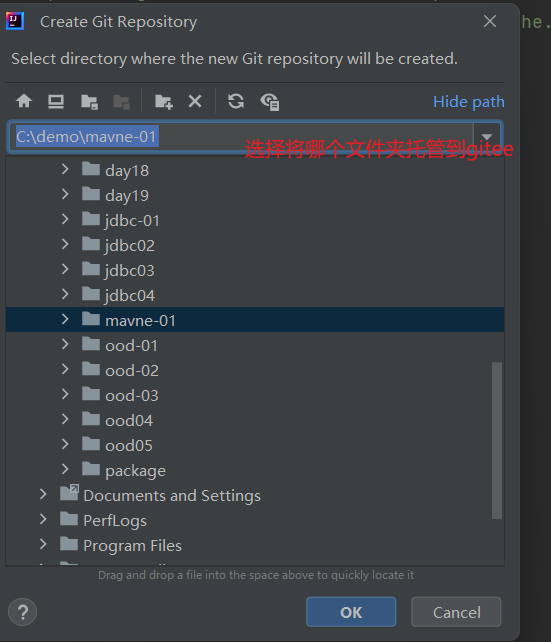 Create Git Repository
he.
Select directory where the new Git repository will be created.
Hide path
C:\demo\mavne-01
选择将哪个文件夹托管到gitee
day18
day19
jdbc-01
jdbc02
jdbc03
jdbc04
mavne-01
ood-01
ood-02
ood-03
ood04
ood05
package
Documents and Settings
PerfLogs
Program Files
Drag and drop a file into the space above to quickly locate it
?
OK
Cancel